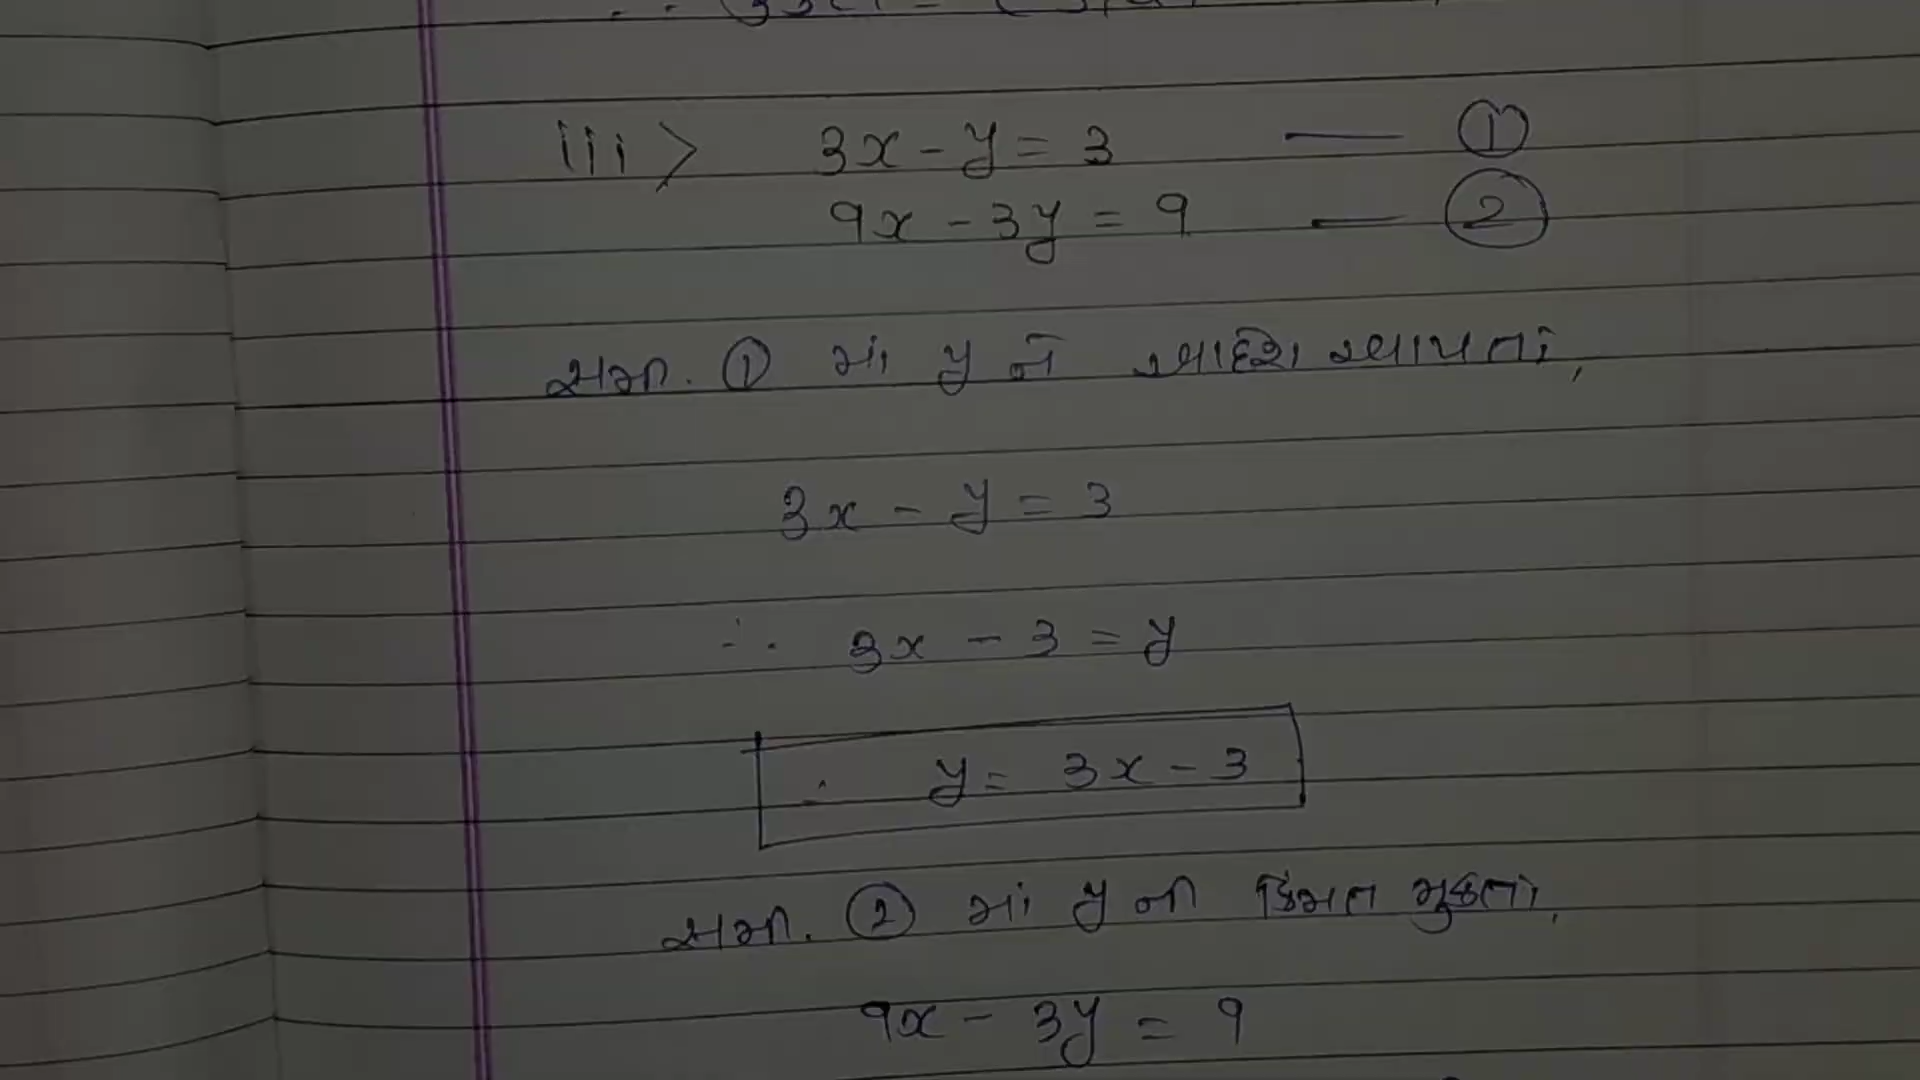 iii> 3x - y = 3 — ①
9x - 3y = 9 — ②
સમી. ① માં y ને આદેશ સ્થાપતાં,
3x - y = 3
∴ 3x - 3 = y
∴ y = 3x - 3
સમી. ② માં y ની કિંમત મુકતાં,
9x - 3y = 9